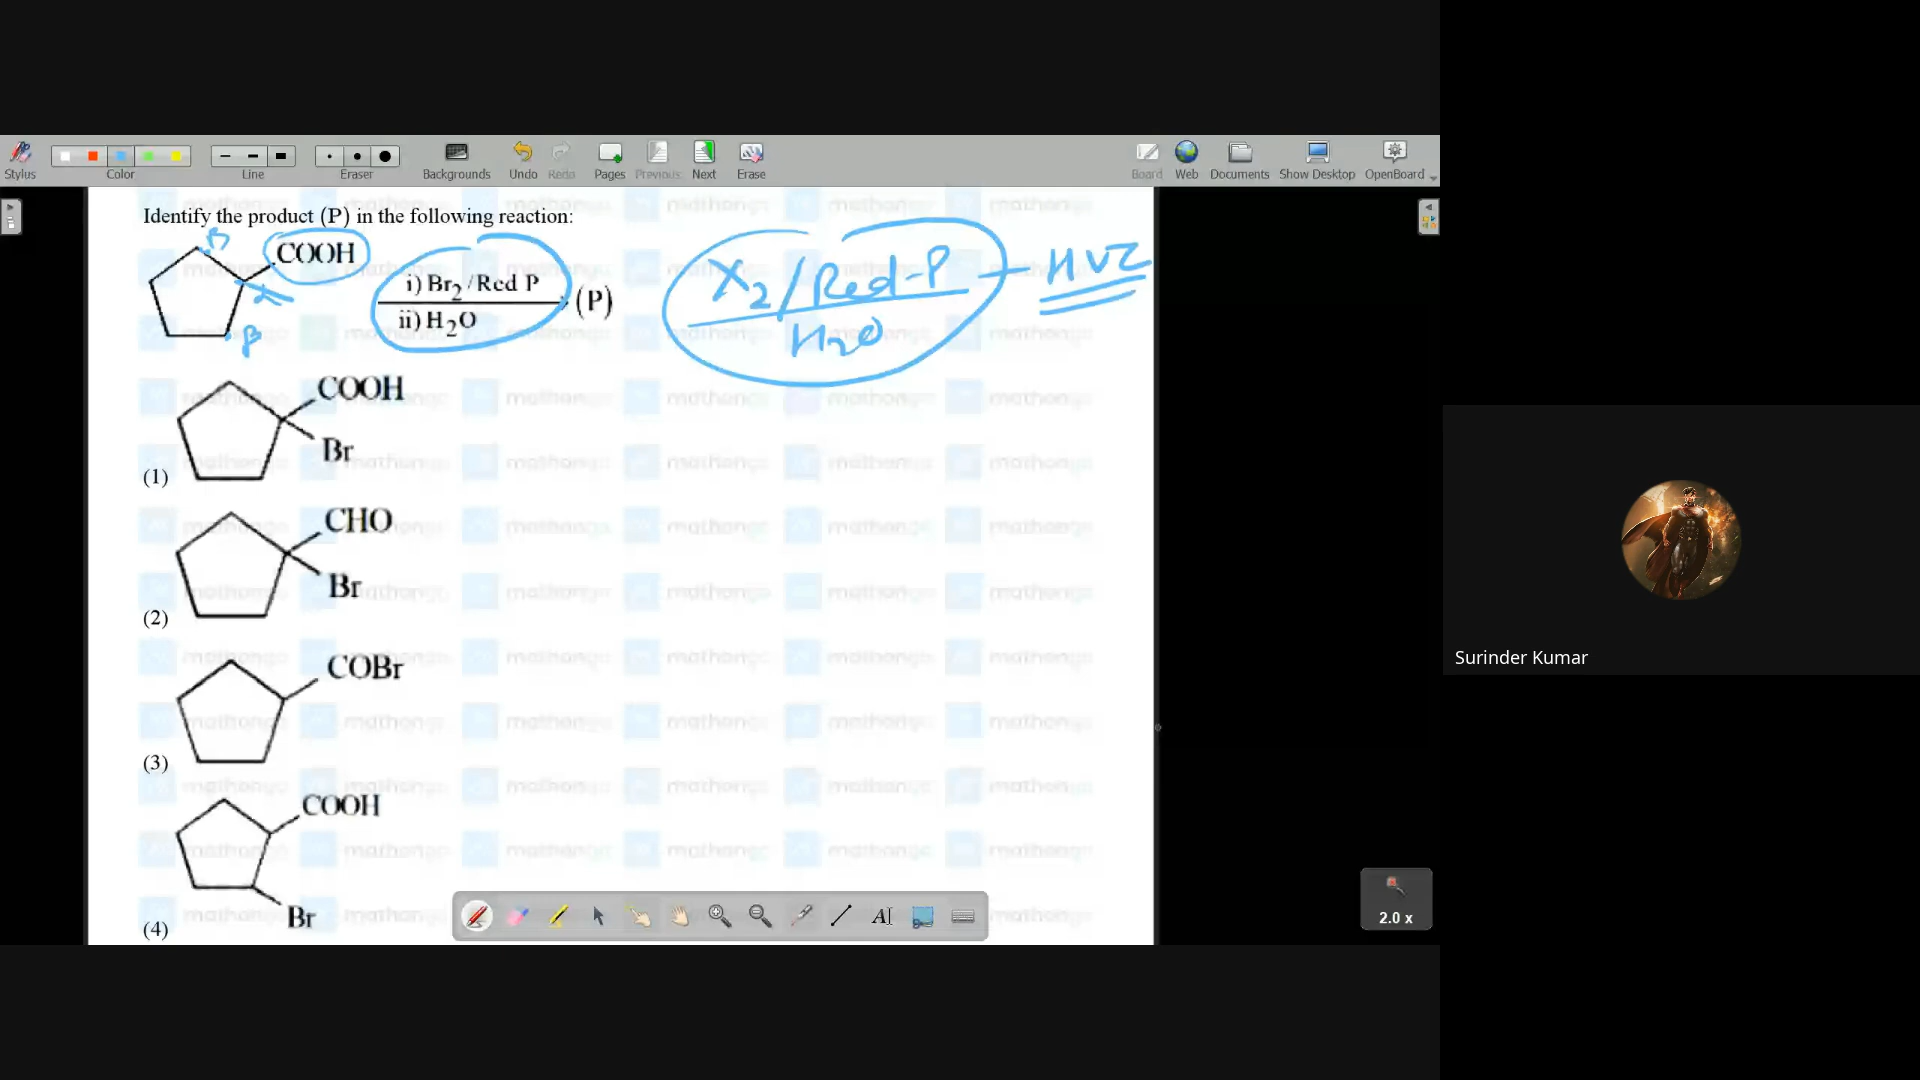 Stylus Color Line Eraser Backgrounds Undo Redo Pages Previous Next Erase Board Web Documents Show Desktop OpenBoard
Identify the product (P) in the following reaction:
COOH
β
α
β
i) Br2 /Red P
ii) H2O
(P)
X2/Red-P
H2O
HVZ
COOH
Br
(1)
CHO
Br
(2)
COBr
(3)
COOH
Br
(4)
mathongo
Surinder Kumar
2.0 x